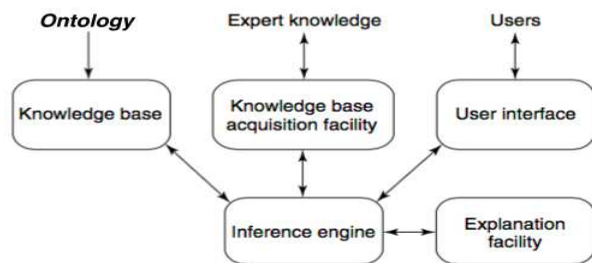 Ontology
Expert knowledge
Users
Knowledge base
Knowledge base
acquisition facility
User interface
Inference engine
Explanation
facility